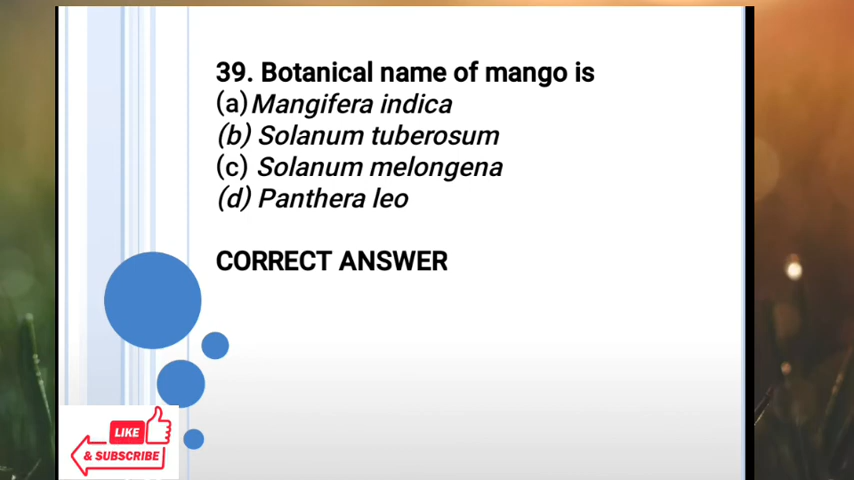 39. Botanical name of mango is
(a) Mangifera indica
(b) Solanum tuberosum
(c) Solanum melongena
(d) Panthera leo
CORRECT ANSWER
LIKE
& SUBSCRIBE